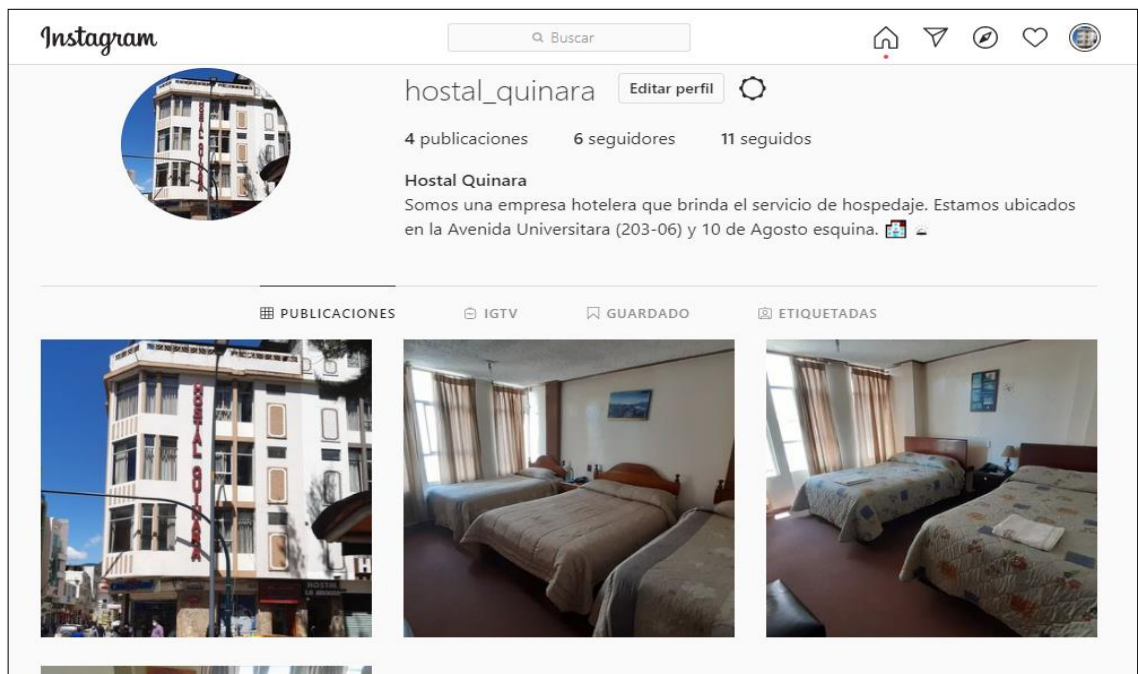 Instagram
Buscar
hostal_quinara Editar perfil
4 publicaciones 6 seguidores 11 seguidos
Hostal Quinara
Somos una empresa hotelera que brinda el servicio de hospedaje. Estamos ubicados
en la Avenida Universitara (203-06) y 10 de Agosto esquina.
PUBLICACIONES IGTV GUARDADO ETIQUETADAS
HOSTAL QUINARA
HOSTAL QUINARA
HOSTAL